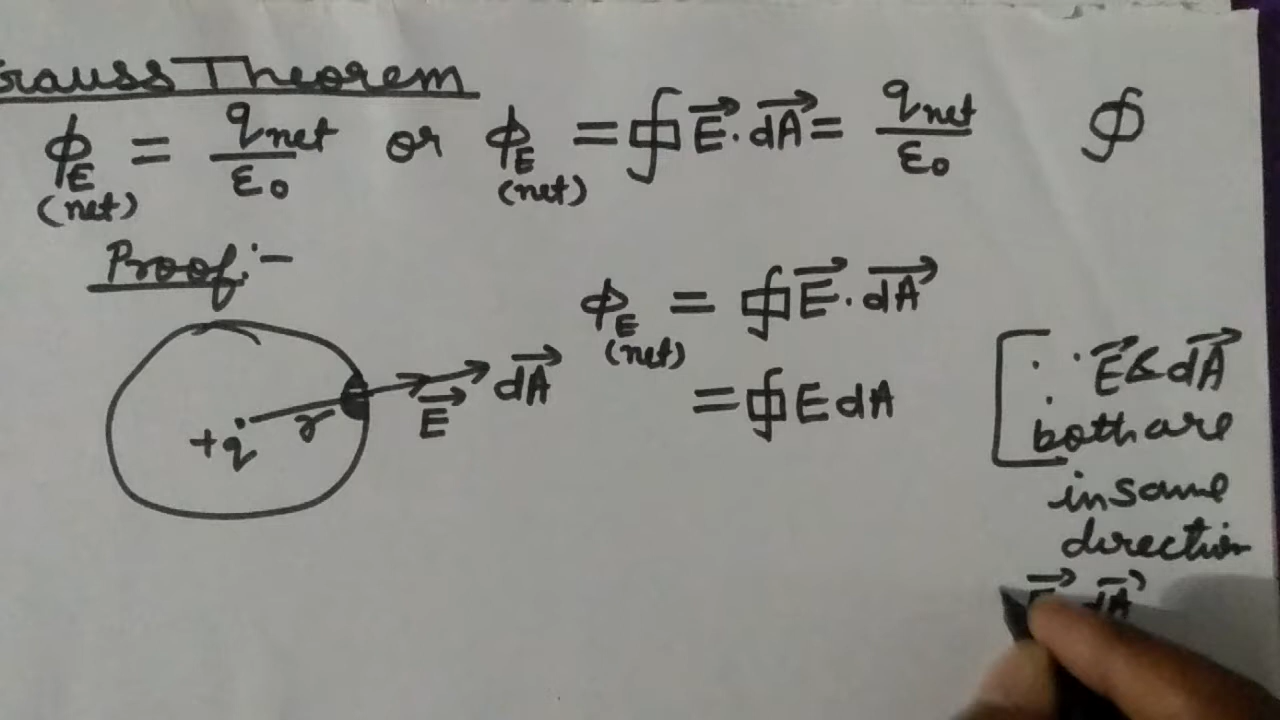 Gauss Theorem
ϕE (net) = qnet/ε0 or ϕE (net) = ∮ E⃗ . dA⃗ = qnet/ε0 ∮
Proof:-
ϕE (net) = ∮ E⃗ . dA⃗
= ∮ E dA
[∵ E⃗ & dA⃗
both are
in same
direction
dA⃗
+q
r
E⃗
dA⃗